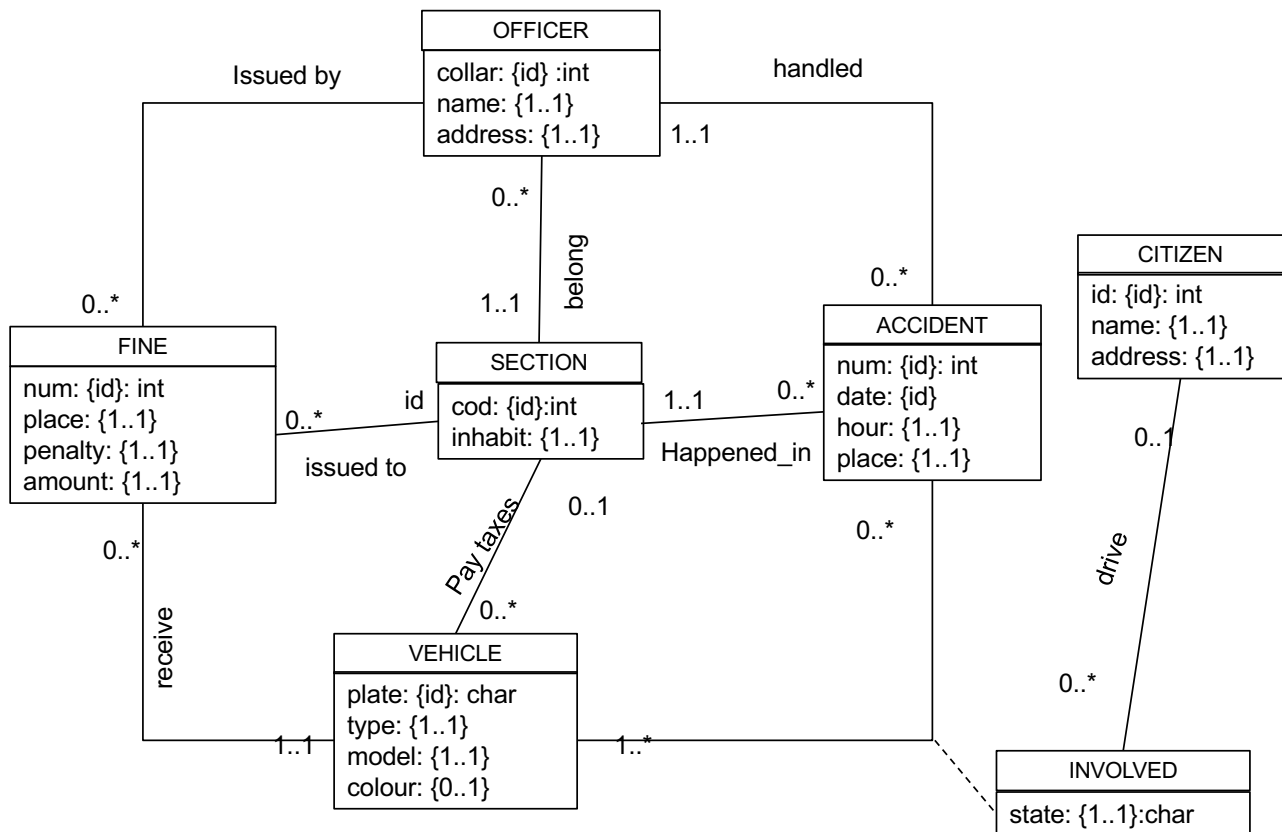 OFFICER
collar: {id} :int
name: {1..1}
address: {1..1}
Issued by
handled
1..1
0..*
belong
1..1
0..*
0..*
CITIZEN
id: {id}: int
name: {1..1}
address: {1..1}
FINE
num: {id}: int
place: {1..1}
penalty: {1..1}
amount: {1..1}
SECTION
cod: {id}:int
inhabit: {1..1}
ACCIDENT
num: {id}: int
date: {id}
hour: {1..1}
place: {1..1}
0..*
id
issued to
1..1
0..*
Happened_in
0..1
0..*
receive
Pay taxes
0..1
0..*
0..*
drive
0..*
VEHICLE
plate: {id}: char
type: {1..1}
model: {1..1}
colour: {0..1}
1..1
1..*
INVOLVED
state: {1..1}:char